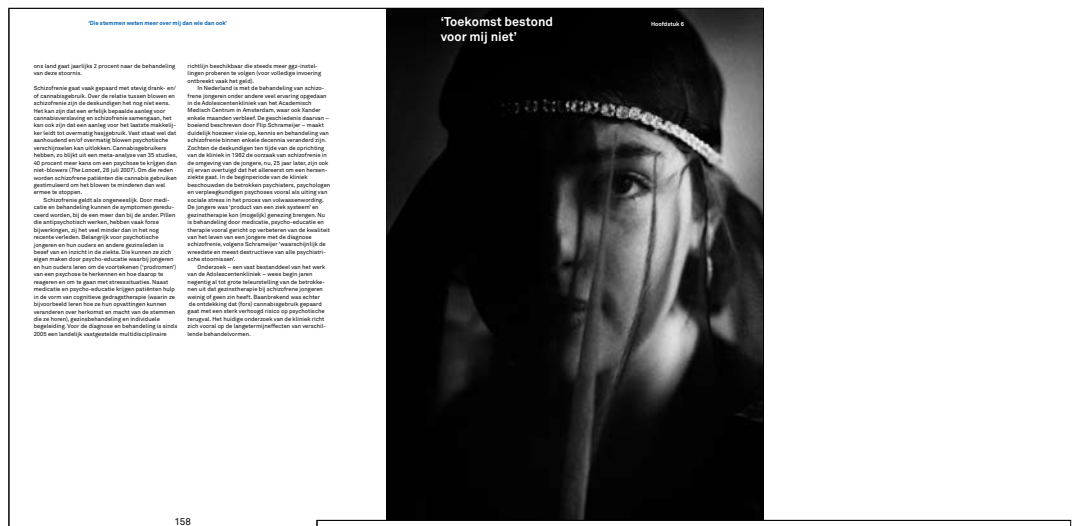 ‘Die stemmen weten meer over mij dan wie dan ook’
ons land gaat jaarlijks 2 procent naar de behandeling
van deze stoornis.
Schizofrenie gaat vaak gepaard met stevig drank- en/
of cannabisgebruik. Over de relatie tussen blowen en
schizofrenie zijn de deskundigen het nog niet eens.
Het kan zijn dat een erfelijk bepaalde aanleg voor
cannabisverslaving en schizofrenie samengaan, het
kan ook zijn dat een aanleg voor het laatste makkelij-
ker leidt tot overmatig hasjgebruik. Vast staat wel dat
aanhoudend en/of overmatig blowen psychotische
verschijnselen kan uitlokken. Cannabisgebruikers
hebben, zo blijkt uit een meta-analyse van 35 studies,
40 procent meer kans om een psychose te krijgen dan
niet-blowers (The Lancet, 28 juli 2007). Om die reden
worden schizofrene patiënten die cannabis gebruiken
gestimuleerd om het blowen te minderen dan wel
ermee te stoppen.
Schizofrenie geldt als ongeneeslijk. Door medi-
catie en behandeling kunnen de symptomen geredu-
ceerd worden, bij de een meer dan bij de ander. Pillen
die antipsychotisch werken, hebben vaak forse
bijwerkingen, zij het veel minder dan in het nog
recente verleden. Belangrijk voor psychotische
jongeren en hun ouders en andere gezinsleden is
besef van en inzicht in de ziekte. Die kunnen ze zich
eigen maken door psycho-educatie waarbij jongeren
en hun ouders leren om de voortekenen (‘prodromen’)
van een psychose te herkennen en hoe daarop te
reageren en om te gaan met stresssituaties. Naast
medicatie en psycho-educatie krijgen patiënten hulp
in de vorm van cognitieve gedragstherapie (waarin ze
bijvoorbeeld leren hoe ze hun opvattingen kunnen
veranderen over herkomst en macht van de stemmen
die ze horen), gezinsbehandeling en individuele
begeleiding. Voor de diagnose en behandeling is sinds
2005 een landelijk vastgestelde multidisciplinaire
richtlijn beschikbaar die steeds meer ggz-instel-
lingen proberen te volgen (voor volledige invoering
ontbreekt vaak het geld).
In Nederland is met de behandeling van schizo-
frene jongeren onder andere veel ervaring opgedaan
in de Adolescentenkliniek van het Academisch
Medisch Centrum in Amsterdam, waar ook Xander
enkele maanden verbleef. De geschiedenis daarvan –
boeiend beschreven door Flip Schrameijer – maakt
duidelijk hoezeer visie op, kennis en behandeling van
schizofrenie binnen enkele decennia veranderd zijn.
Zochten de deskundigen ten tijde van de oprichting
van de kliniek in 1982 de oorzaak van schizofrenie in
de omgeving van de jongere, nu, 25 jaar later, zijn ook
zij ervan overtuigd dat het allereerst om een hersen-
ziekte gaat. In de beginperiode van de kliniek
beschouwden de betrokken psychiaters, psychologen
en verpleegkundigen psychoses vooral als uiting van
sociale stress in het proces van volwassenwording.
De jongere was ‘product van een ziek systeem’ en
gezinstherapie kon (mogelijk) genezing brengen. Nu
is behandeling door medicatie, psycho-educatie en
therapie vooral gericht op verbeteren van de kwaliteit
van het leven van een jongere met de diagnose
schizofrenie, volgens Schrameijer ‘waarschijnlijk de
wreedste en meest destructieve van alle psychiatri-
sche stoornissen’.
Onderzoek – een vast bestanddeel van het werk
van de Adolescentenkliniek – wees begin jaren
negentig al tot grote teleurstelling van de betrokke-
nen uit dat gezinstherapie bij schizofrene jongeren
weinig of geen zin heeft. Baanbrekend was echter
de ontdekking dat (fors) cannabisgebruik gepaard
gaat met een sterk verhoogd risico op psychotische
terugval. Het huidige onderzoek van de kliniek richt
zich vooral op de langetermijneffecten van verschil-
lende behandelvormen.
158
‘Toekomst bestond
voor mij niet’
Hoofdstuk 6